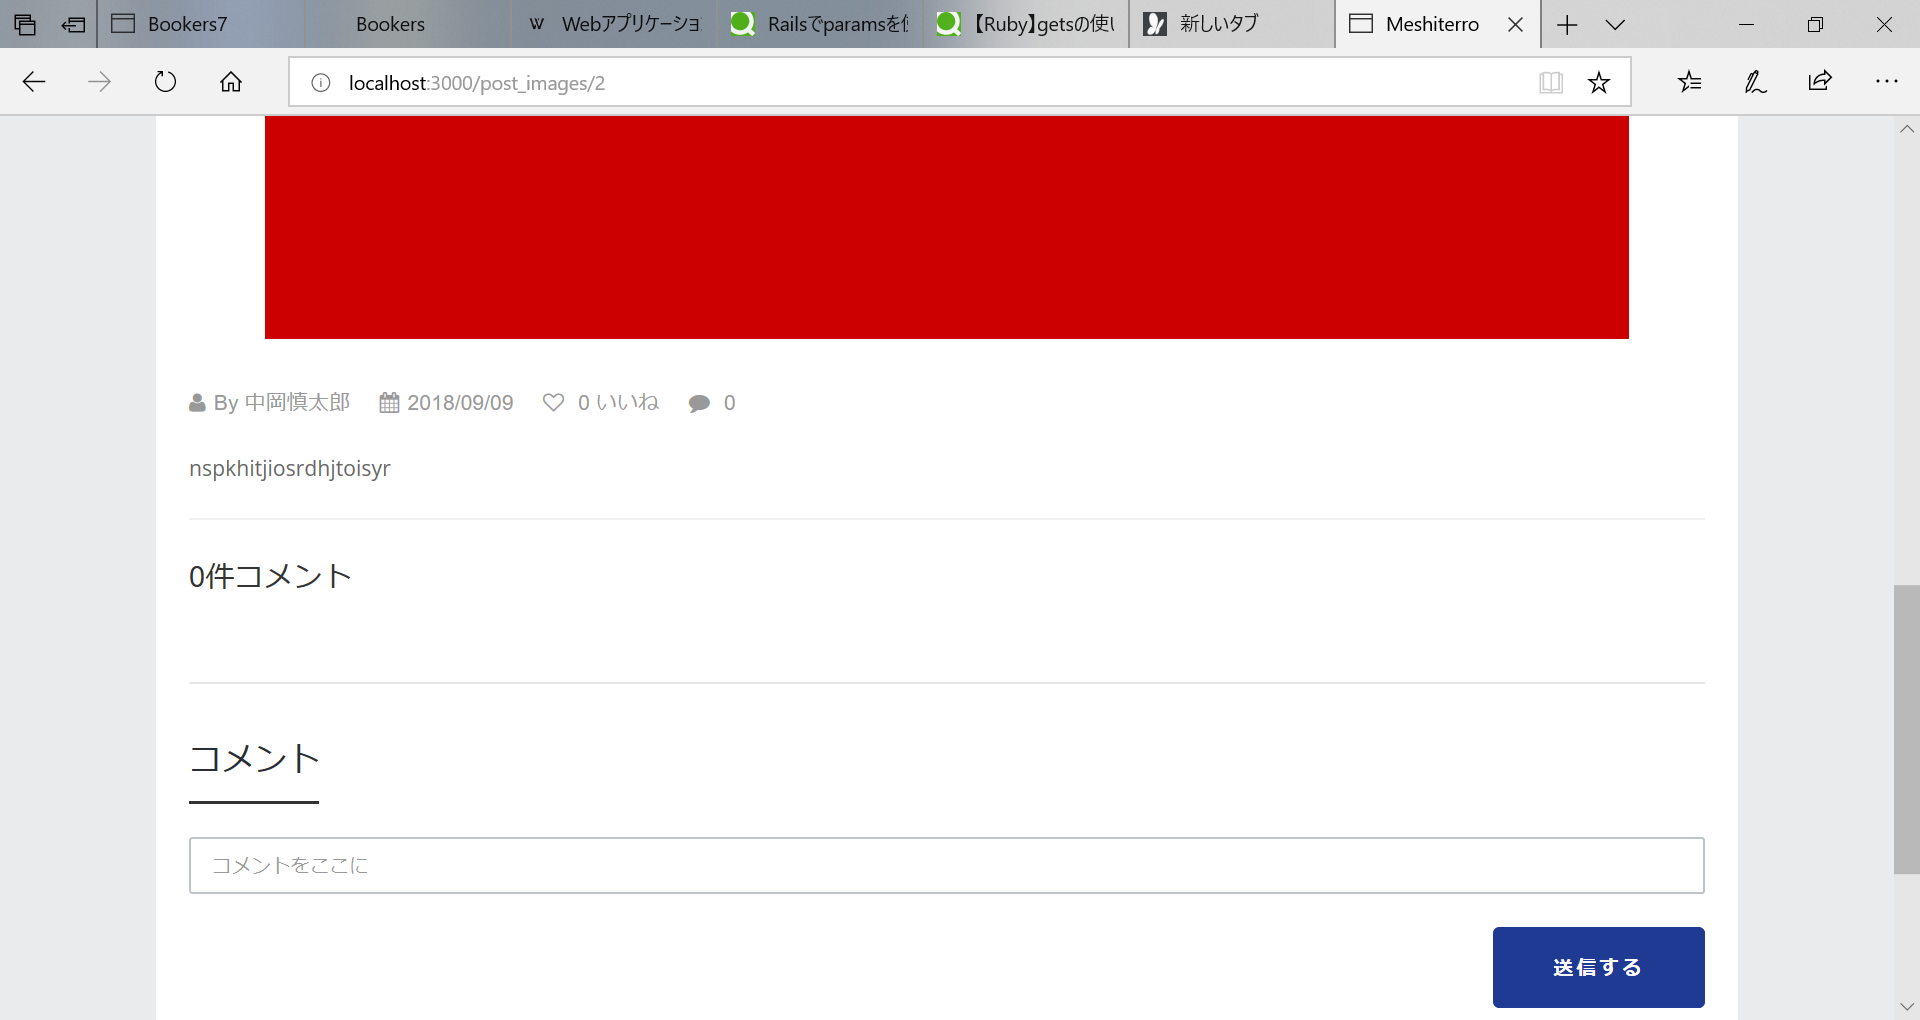 Bookers7
Bookers
Webアプリケーショ
Railsでparamsを
【Ruby】getsの使い
新しいタブ
Meshiterro
localhost:3000/post_images/2
By 中岡慎太郎 2018/09/09 0 いいね 0
nspkhitjiosrdhjtoisyr
0件コメント
コメント
コメントをここに
送信する